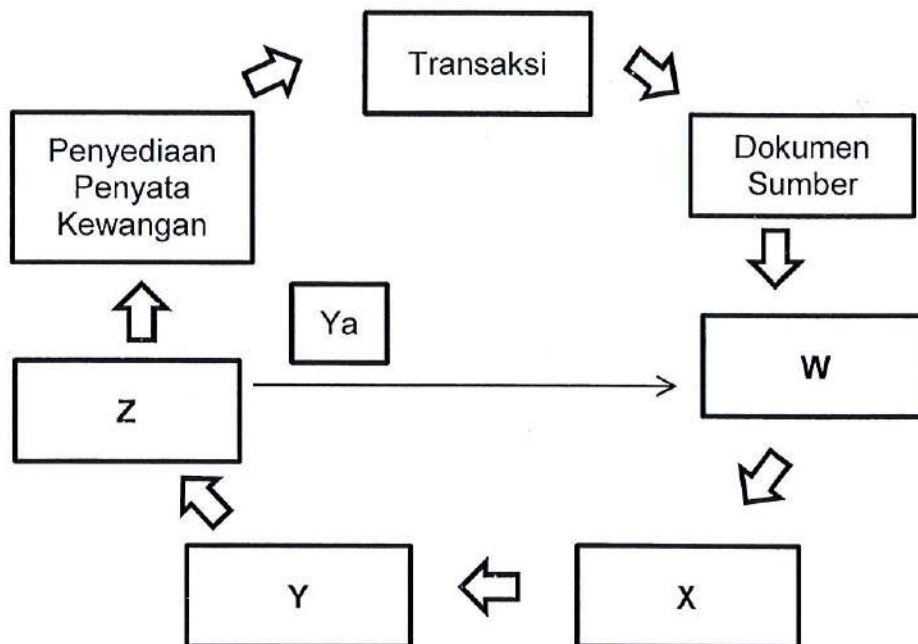 Transaksi
Dokumen
Sumber
W
X
Y
Z
Ya
Penyediaan
Penyata
Kewangan